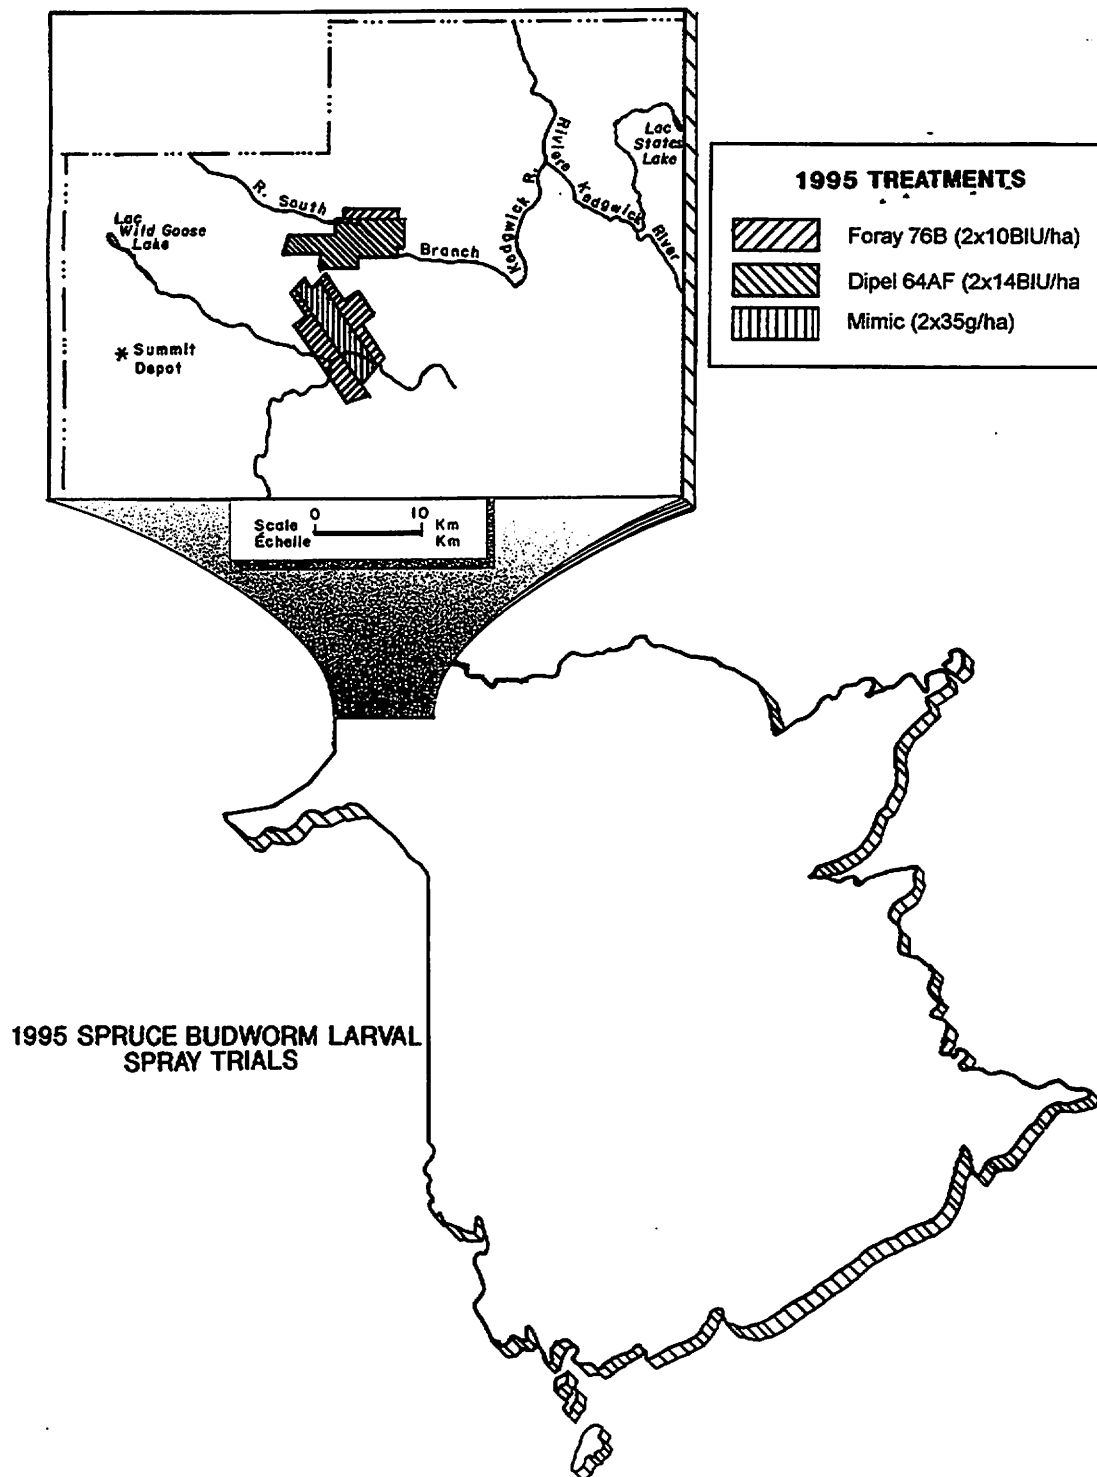 Lac
States
Lake
Riviere Kedgwick River
R. South
Branch
Kedgwick R.
Lac
Wild Goose
Lake
* Summit
Depot
1995 TREATMENTS
Foray 76B (2x10BIU/ha)
Dipel 64AF (2x14BIU/ha
Mimic (2x35g/ha)
0 10
Scale Km
Échelle Km
1995 SPRUCE BUDWORM LARVAL
SPRAY TRIALS